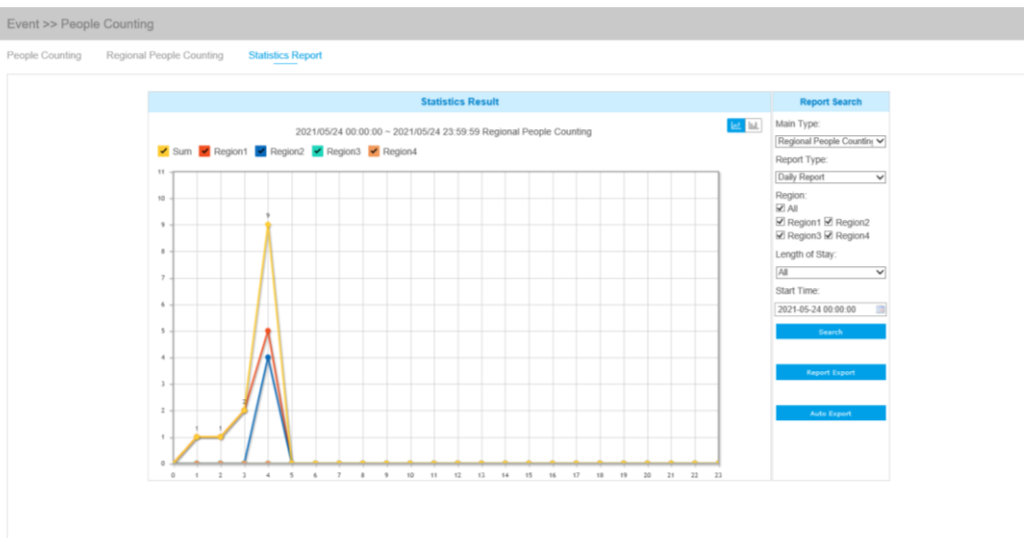 Event >> People Counting
People Counting Regional People Counting Statistics Report
Statistics Result
2021/05/24 00:00:00 ~ 2021/05/24 23:59:59 Regional People Counting
Sum Region1 Region2 Region3 Region4
11
10
9
8
7
6
5
4
3
2
1
0
1 1 2 9
0 1 2 3 4 5 6 7 8 9 10 11 12 13 14 15 16 17 18 19 20 21 22 23
Report Search
Main Type:
Regional People Counting
Report Type:
Daily Report
Region:
All
Region1 Region2
Region3 Region4
Length of Stay:
All
Start Time:
2021-05-24 00:00:00
Search
Report Export
Auto Export